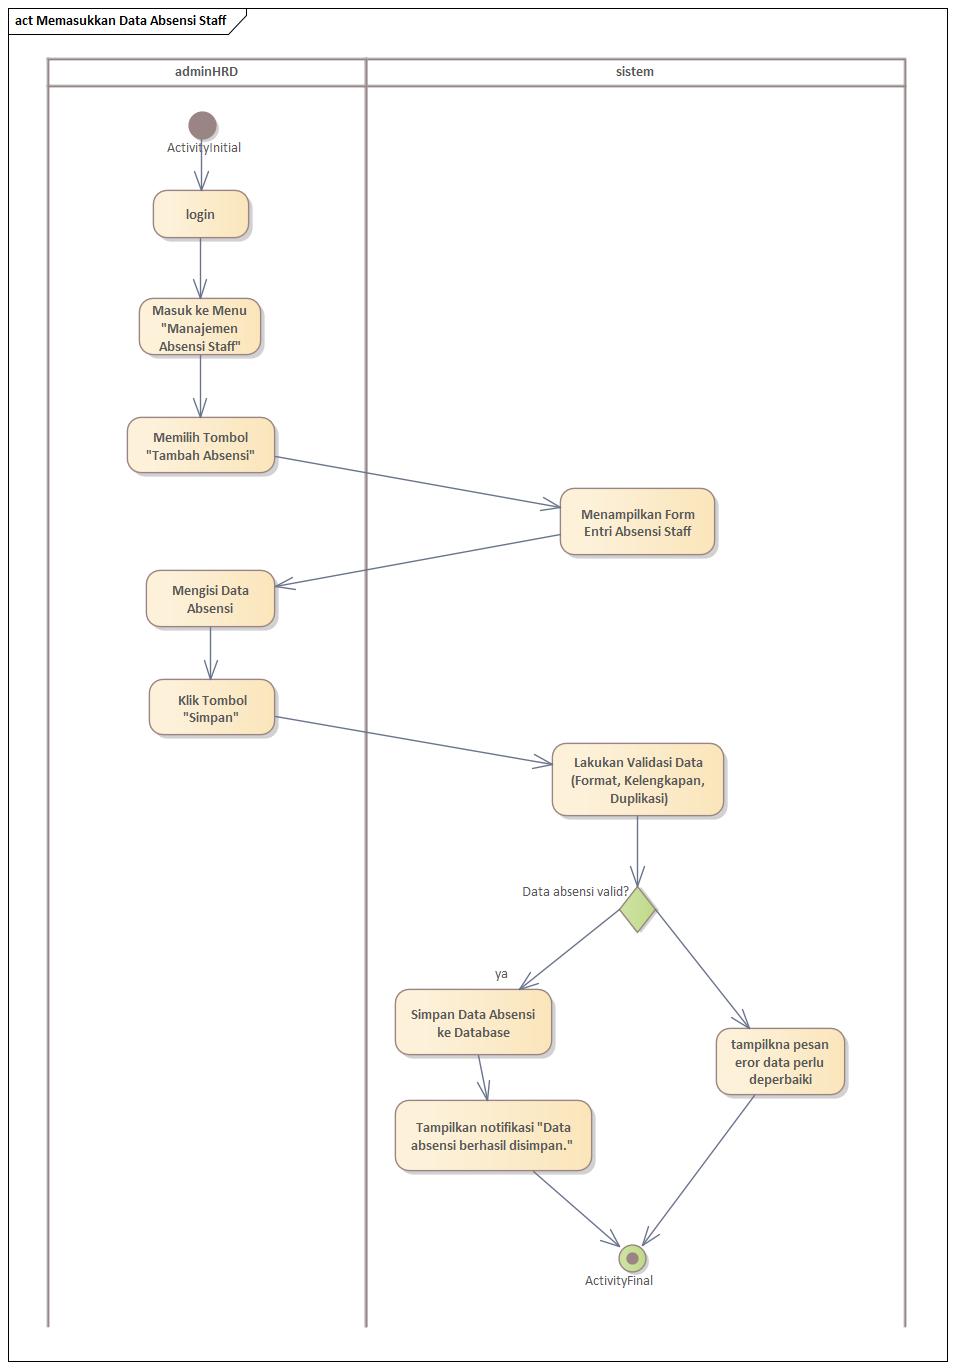 act Memasukkan Data Absensi Staff
adminHRD
sistem
ActivityInitial
login
Masuk ke Menu
"Manajemen
Absensi Staff"
Memilih Tombol
"Tambah Absensi"
Menampilkan Form
Entri Absensi Staff
Mengisi Data
Absensi
Klik Tombol
"Simpan"
Lakukan Validasi Data
(Format, Kelengkapan,
Duplikasi)
Data absensi valid?
ya
Simpan Data Absensi
ke Database
tampilkna pesan
eror data perlu
deperbaiki
Tampilkan notifikasi "Data
absensi berhasil disimpan."
ActivityFinal